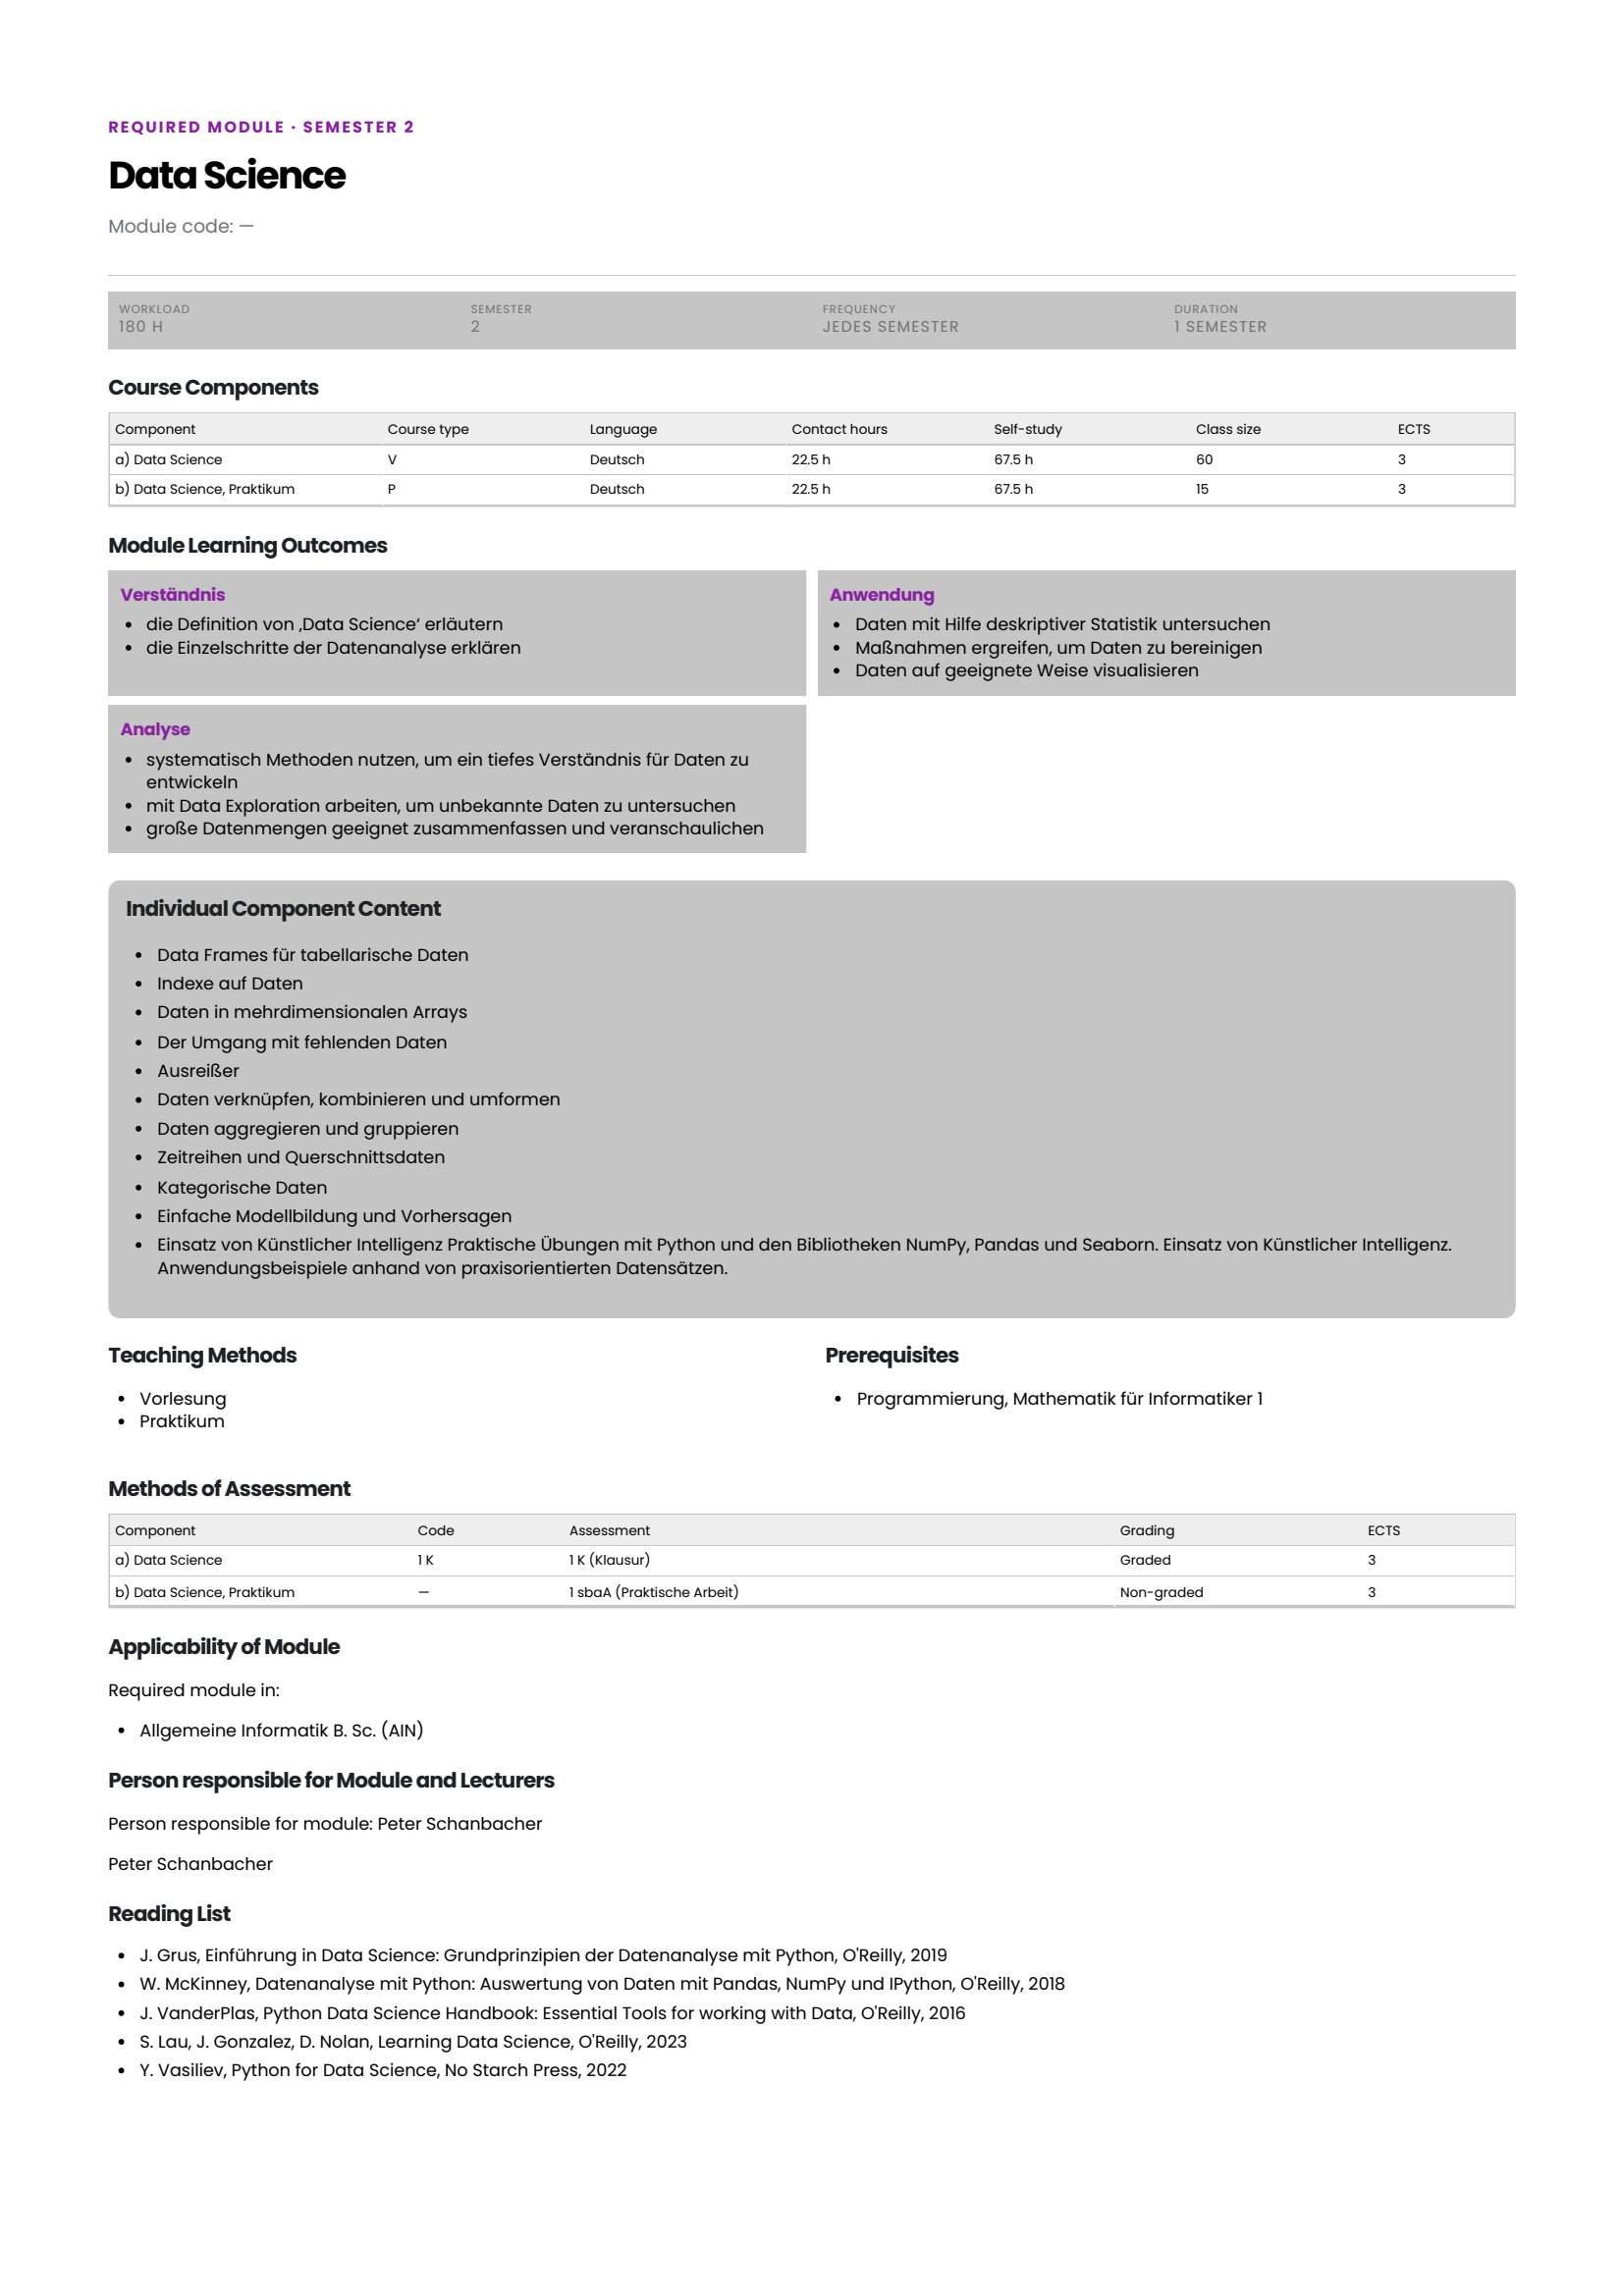 REQUIRED MODULE · SEMESTER 2
Data Science
Module code: —
WORKLOAD SEMESTER FREQUENCY DURATION
180 H 2 JEDES SEMESTER 1 SEMESTER
Course Components
Component Course type Language Contact hours Self-study Class size ECTS
a) Data Science V Deutsch 22.5 h 67.5 h 60 3
b) Data Science, Praktikum P Deutsch 22.5 h 67.5 h 15 3
Module Learning Outcomes
Verständnis
• die Definition von ‚Data Science‘ erläutern
• die Einzelschritte der Datenanalyse erklären
Anwendung
• Daten mit Hilfe deskriptiver Statistik untersuchen
• Maßnahmen ergreifen, um Daten zu bereinigen
• Daten auf geeignete Weise visualisieren
Analyse
• systematisch Methoden nutzen, um ein tiefes Verständnis für Daten zu
entwickeln
• mit Data Exploration arbeiten, um unbekannte Daten zu untersuchen
• große Datenmengen geeignet zusammenfassen und veranschaulichen
Individual Component Content
• Data Frames für tabellarische Daten
• Indexe auf Daten
• Daten in mehrdimensionalen Arrays
• Der Umgang mit fehlenden Daten
• Ausreißer
• Daten verknüpfen, kombinieren und umformen
• Daten aggregieren und gruppieren
• Zeitreihen und Querschnittsdaten
• Kategorische Daten
• Einfache Modellbildung und Vorhersagen
• Einsatz von Künstlicher Intelligenz Praktische Übungen mit Python und den Bibliotheken NumPy, Pandas und Seaborn. Einsatz von Künstlicher Intelligenz.
Anwendungsbeispiele anhand von praxisorientierten Datensätzen.
Teaching Methods
• Vorlesung
• Praktikum
Prerequisites
• Programmierung, Mathematik für Informatiker 1
Methods of Assessment
Component Code Assessment Grading ECTS
a) Data Science 1 K 1 K (Klausur) Graded 3
b) Data Science, Praktikum — 1 sbaA (Praktische Arbeit) Non-graded 3
Applicability of Module
Required module in:
• Allgemeine Informatik B. Sc. (AIN)
Person responsible for Module and Lecturers
Person responsible for module: Peter Schanbacher
Peter Schanbacher
Reading List
• J. Grus, Einführung in Data Science: Grundprinzipien der Datenanalyse mit Python, O'Reilly, 2019
• W. McKinney, Datenanalyse mit Python: Auswertung von Daten mit Pandas, NumPy und IPython, O'Reilly, 2018
• J. VanderPlas, Python Data Science Handbook: Essential Tools for working with Data, O'Reilly, 2016
• S. Lau, J. Gonzalez, D. Nolan, Learning Data Science, O'Reilly, 2023
• Y. Vasiliev, Python for Data Science, No Starch Press, 2022